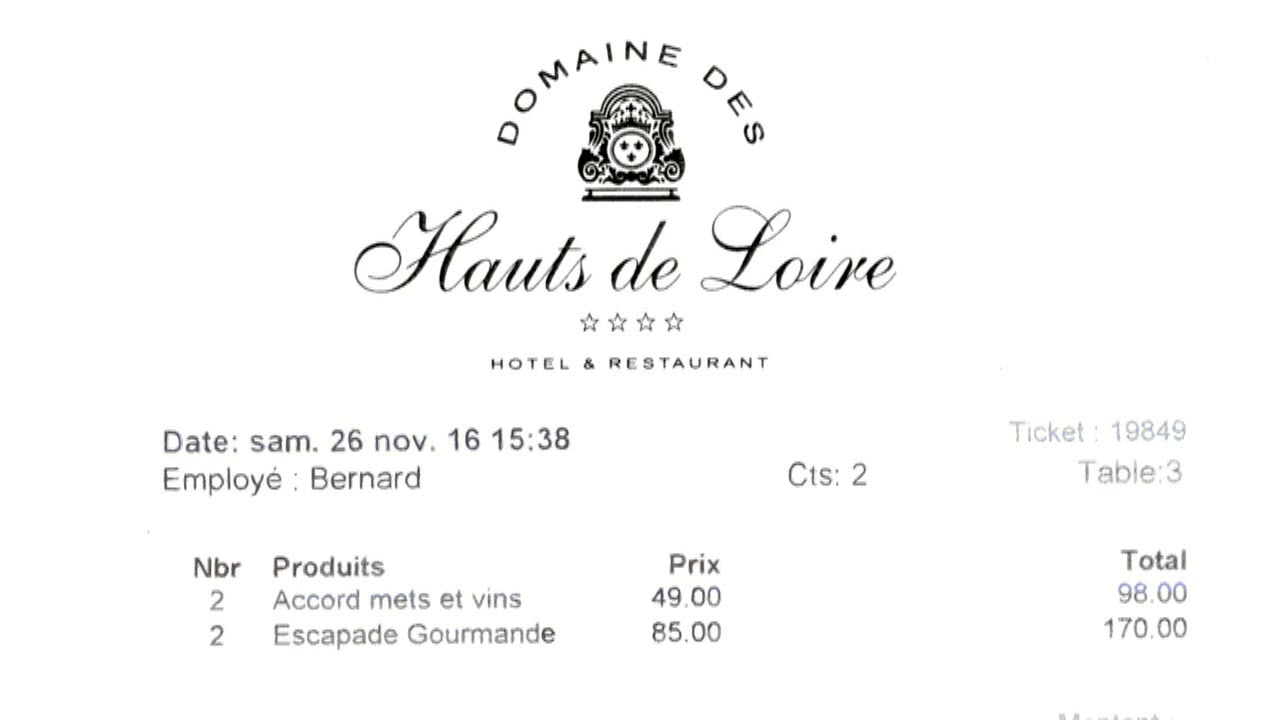 DOMAINE DES
Hauts de Loire
HOTEL & RESTAURANT
Date: sam. 26 nov. 16 15:38
Ticket : 19849
Employé : Bernard
Cts: 2
Table:3
Nbr Produits Prix Total
2 Accord mets et vins 49.00 98.00
2 Escapade Gourmande 85.00 170.00